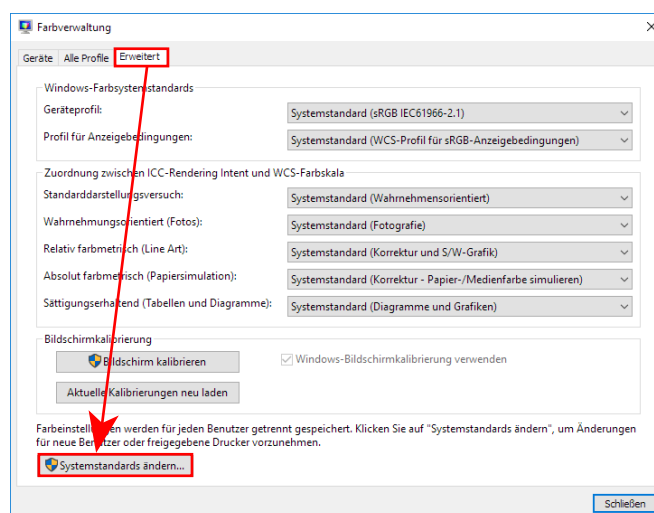 Farbverwaltung
Geräte Alle Profile Erweitert
Windows-Farbsystemstandards
Geräteprofil: Systemstandard (sRGB IEC61966-2.1)
Profil für Anzeigebedingungen: Systemstandard (WCS-Profil für sRGB-Anzeigebedingungen)
Zuordnung zwischen ICC-Rendering Intent und WCS-Farbskala
Standarddarstellungsversuch: Systemstandard (Wahrnehmensorientiert)
Wahrnehmungsorientiert (Fotos): Systemstandard (Fotografie)
Relativ farbmetrisch (Line Art): Systemstandard (Korrektur und S/W-Grafik)
Absolut farbmetrisch (Papiersimulation): Systemstandard (Korrektur - Papier-/Medienfarbe simulieren)
Sättigungserhaltend (Tabellen und Diagramme): Systemstandard (Diagramme und Grafiken)
Bildschirmkalibrierung
Bildschirm kalibrieren Windows-Bildschirmkalibrierung verwenden
Aktuelle Kalibrierungen neu laden
Farbeinstellungen werden für jeden Benutzer getrennt gespeichert. Klicken Sie auf "Systemstandards ändern", um Änderungen
für neue Benutzer oder freigegebene Drucker vorzunehmen.
Systemstandards ändern...
Schließen